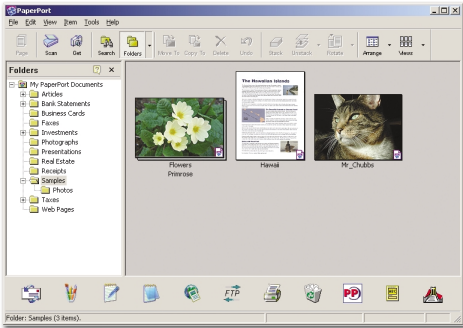 PaperPort
File Edit View Item Tools Help
Page Scan Get Search Folders Move To Copy To Delete Undo Stack Unstack Rotate Arrange Views
Folders
My PaperPort Documents
Articles
Bank Statements
Business Cards
Faxes
Investments
Photographs
Presentations
Real Estate
Receipts
Samples
Photos
Taxes
Web Pages
The Hawaiian Islands
Flowers
Primrose
Hawaii
Mr_Chubbs
FTP
PP
Folder: Samples (3 items).